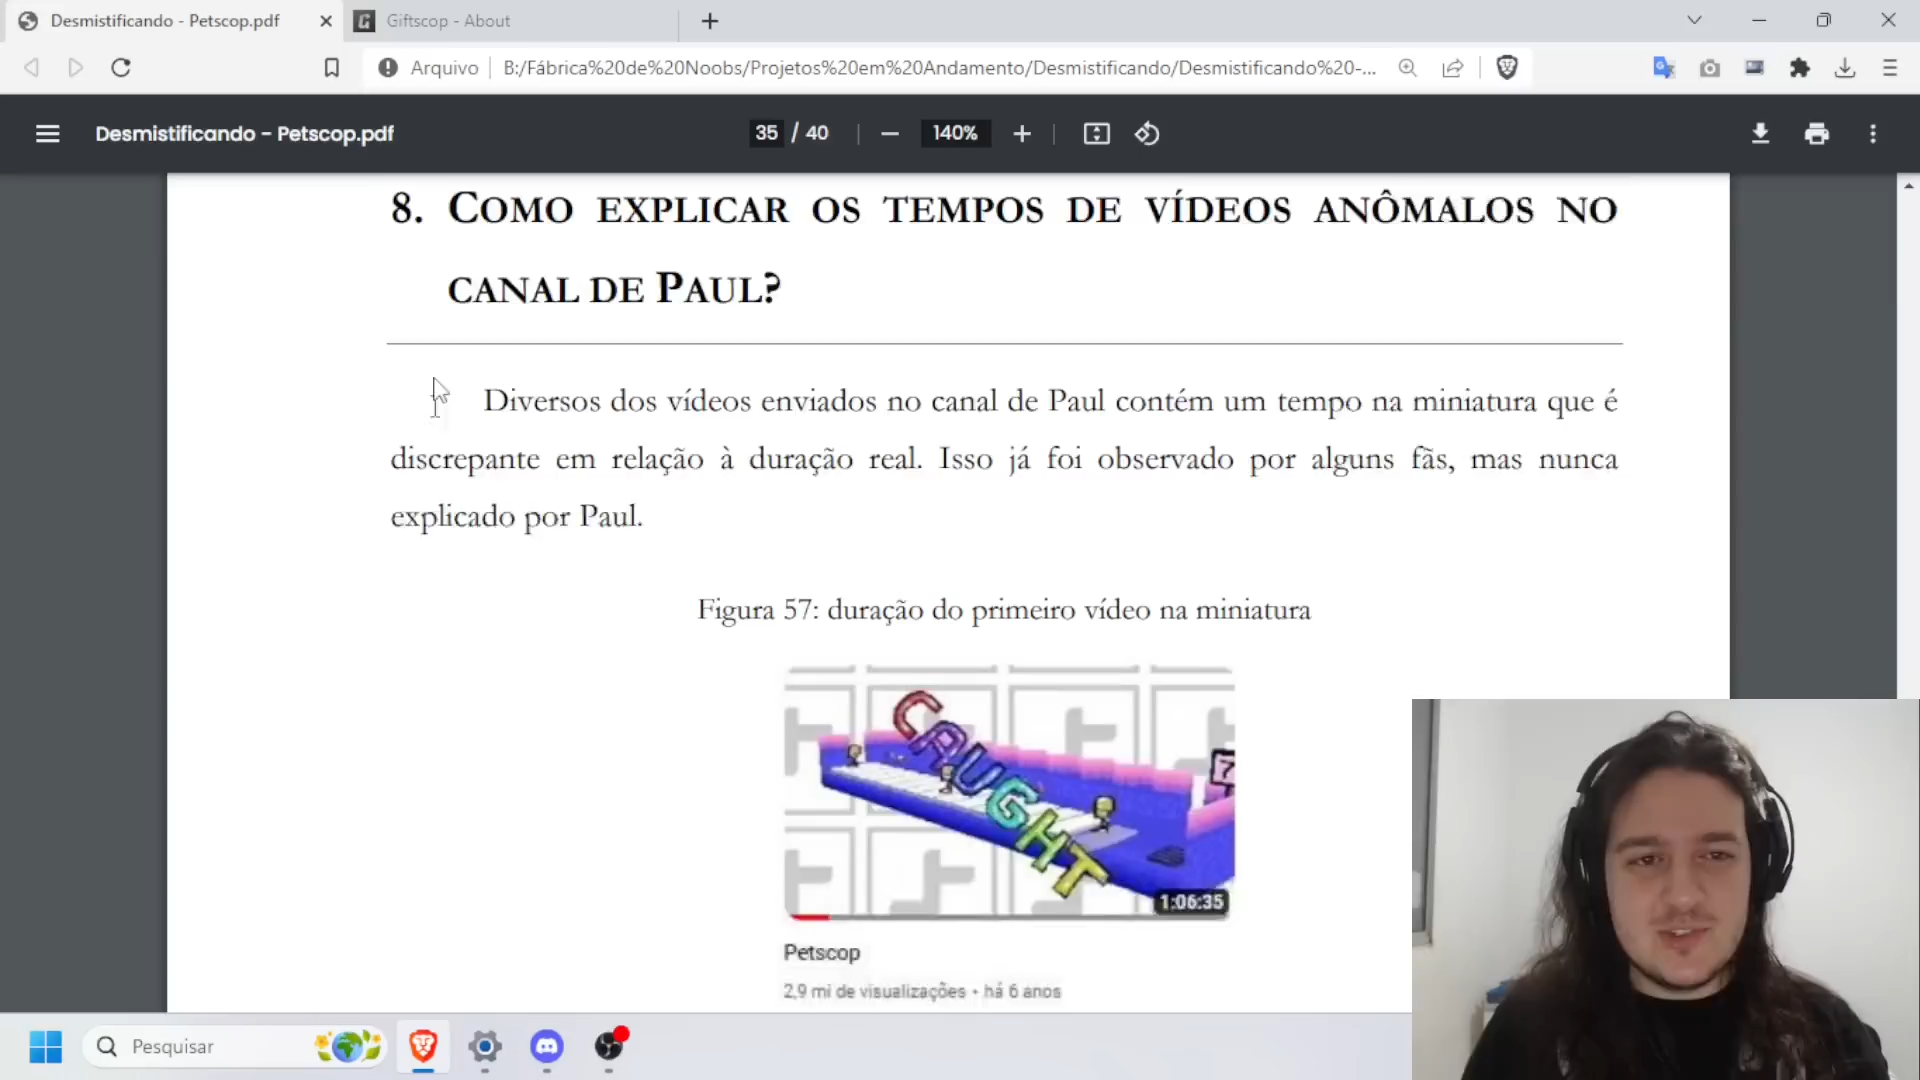 Desmistificando - Petscop.pdf
Giftscop - About
Arquivo
B:/Fábrica%20de%20Noobs/Projetos%20em%20Andamento/Desmistificando/Desmistificando%20-...
Desmistificando - Petscop.pdf
35 / 40
140%
8. COMO EXPLICAR OS TEMPOS DE VÍDEOS ANÔMALOS NO
CANAL DE PAUL?
Diversos dos vídeos enviados no canal de Paul contém um tempo na miniatura que é
discrepante em relação à duração real. Isso já foi observado por alguns fãs, mas nunca
explicado por Paul.
Figura 57: duração do primeiro vídeo na miniatura
CAUGHT
7
1:06:35
Petscop
2,9 mi de visualizações • há 6 anos
Pesquisar